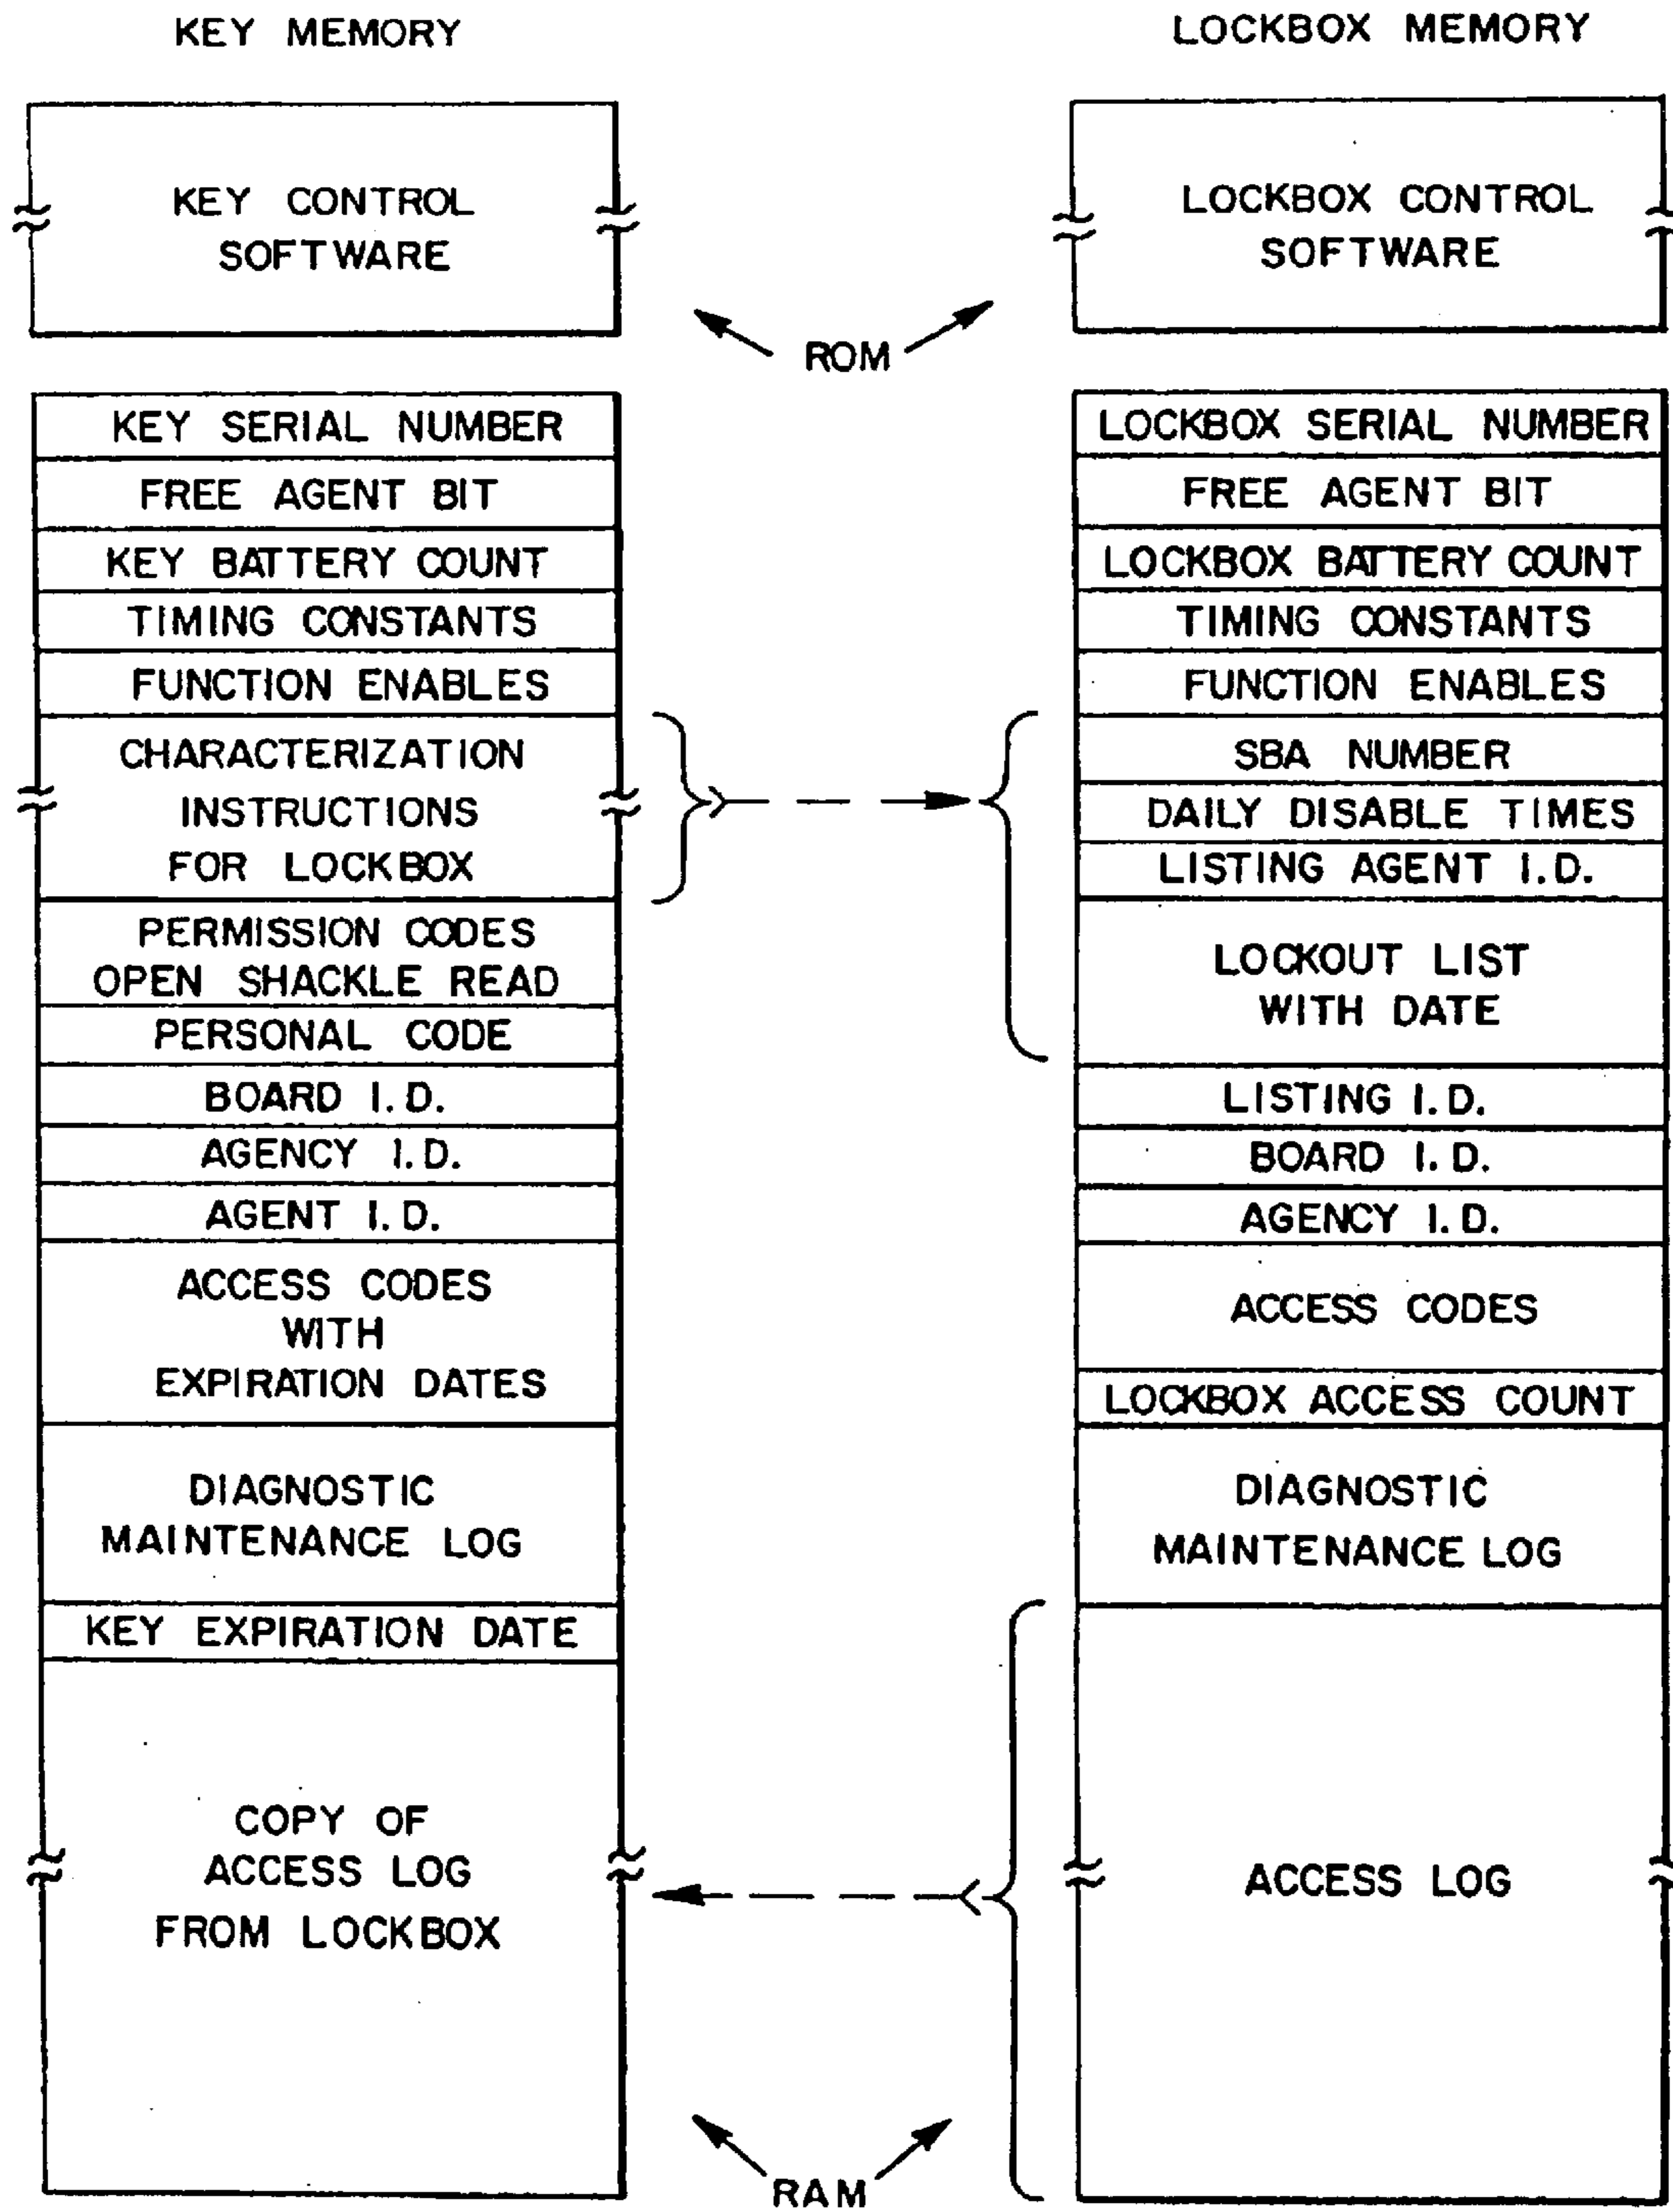 KEY MEMORY
KEY CONTROL
SOFTWARE
KEY SERIAL NUMBER
FREE AGENT BIT
KEY BATTERY COUNT
TIMING CONSTANTS
FUNCTION ENABLES
CHARACTERIZATION
INSTRUCTIONS
FOR LOCKBOX
PERMISSION CODES
OPEN SHACKLE READ
PERSONAL CODE
BOARD I.D.
AGENCY I.D.
AGENT I.D.
ACCESS CODES
WITH
EXPIRATION DATES
DIAGNOSTIC
MAINTENANCE LOG
KEY EXPIRATION DATE
COPY OF
ACCESS LOG
FROM LOCKBOX
ROM
RAM
LOCKBOX MEMORY
LOCKBOX CONTROL
SOFTWARE
LOCKBOX SERIAL NUMBER
FREE AGENT BIT
LOCKBOX BATTERY COUNT
TIMING CONSTANTS
FUNCTION ENABLES
SBA NUMBER
DAILY DISABLE TIMES
LISTING AGENT I.D.
LOCKOUT LIST
WITH DATE
LISTING I.D.
BOARD I.D.
AGENCY I.D.
ACCESS CODES
LOCKBOX ACCESS COUNT
DIAGNOSTIC
MAINTENANCE LOG
ACCESS LOG